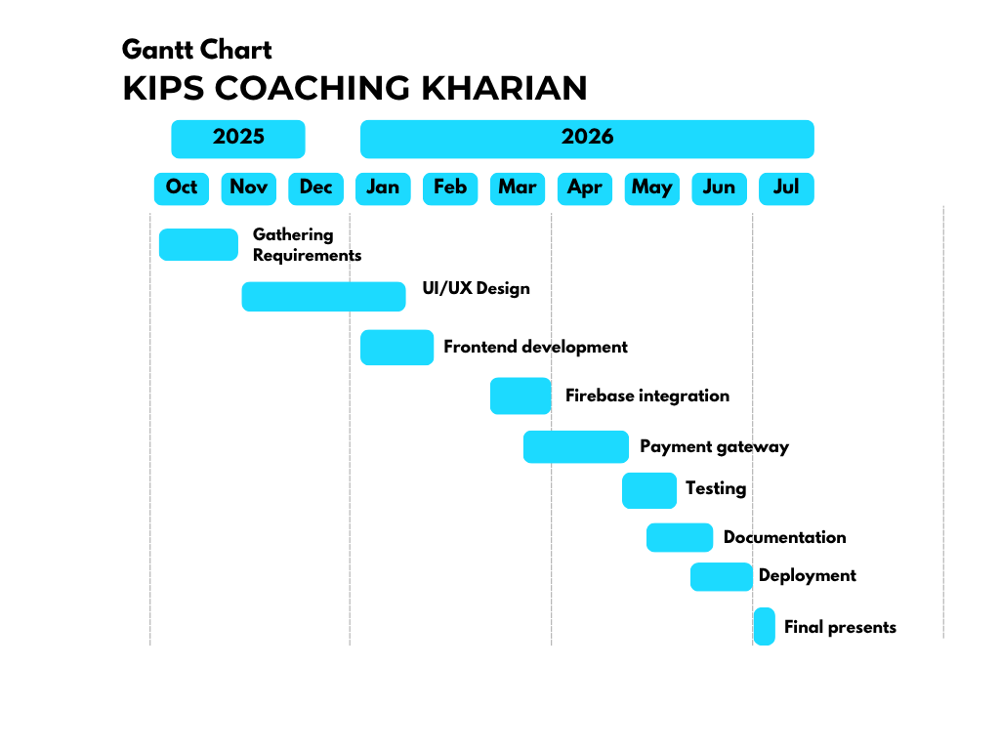 Gantt Chart
KIPS COACHING KHARIAN
2025 2026
Oct Nov Dec Jan Feb Mar Apr May Jun Jul
Gathering
Requirements
UI/UX Design
Frontend development
Firebase integration
Payment gateway
Testing
Documentation
Deployment
Final presents